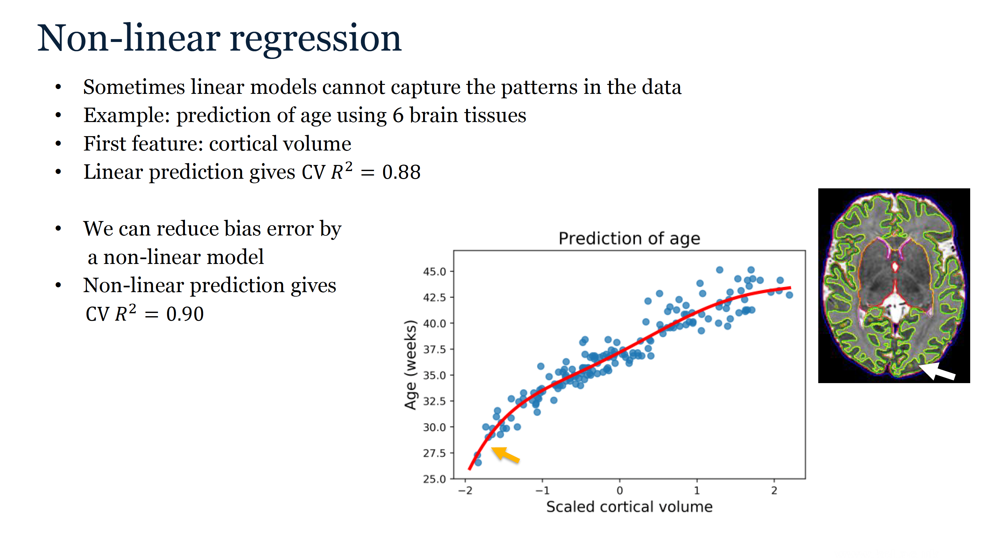 Non-linear regression
• Sometimes linear models cannot capture the patterns in the data
• Example: prediction of age using 6 brain tissues
• First feature: cortical volume
• Linear prediction gives CV R² = 0.88
• We can reduce bias error by
a non-linear model
• Non-linear prediction gives
CV R² = 0.90
Prediction of age
Age (weeks)
45.0
42.5
40.0
37.5
35.0
32.5
30.0
27.5
25.0
−2 −1 0 1 2
Scaled cortical volume